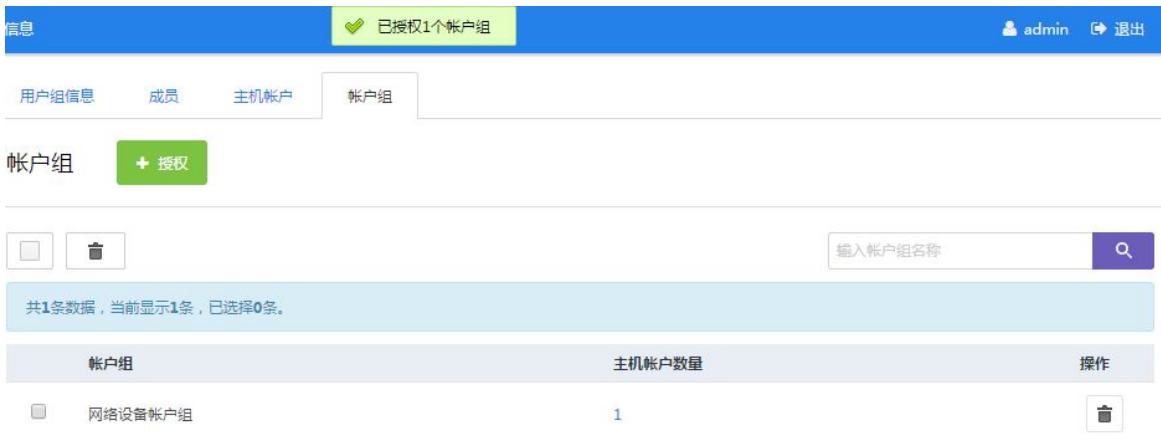 信息 已授权1个帐户组 admin 退出
用户组信息 成员 主机帐户 帐户组
帐户组 + 授权
输入帐户组名称
共1条数据，当前显示1条，已选择0条。
帐户组 主机帐户数量 操作
网络设备帐户组 1